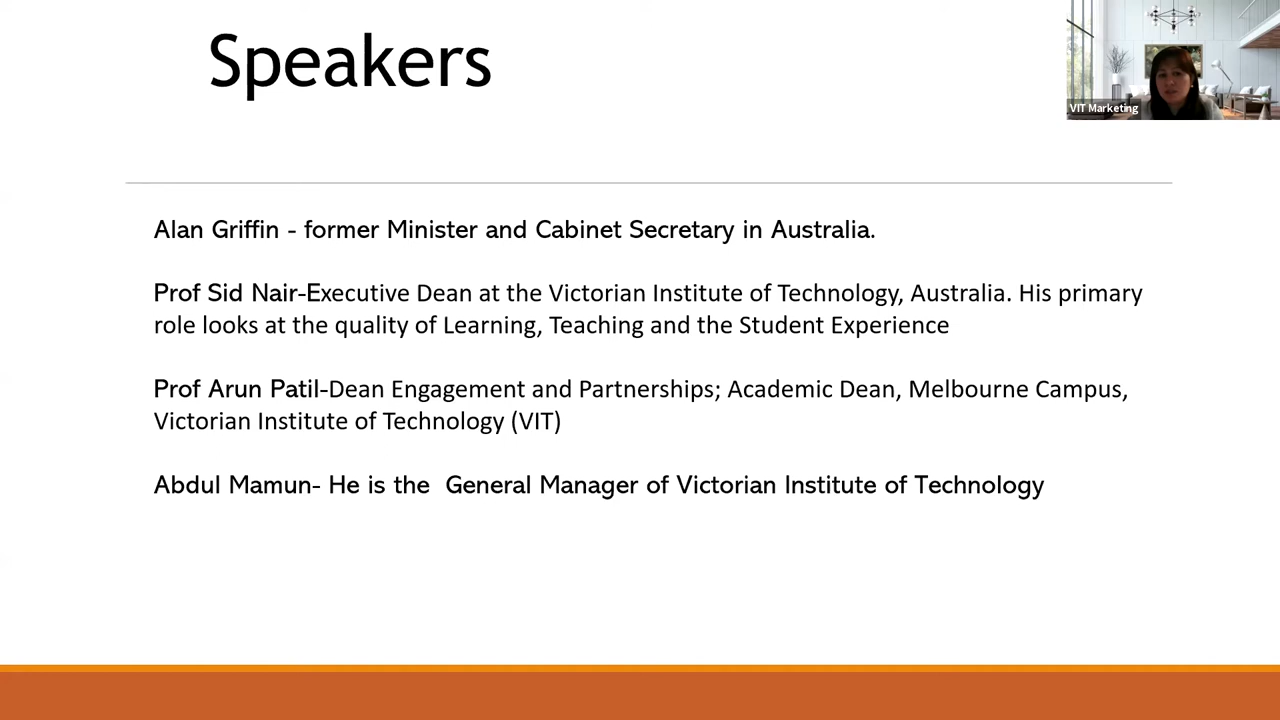 Speakers
VIT Marketing
Alan Griffin - former Minister and Cabinet Secretary in Australia.
Prof Sid Nair-Executive Dean at the Victorian Institute of Technology, Australia. His primary
role looks at the quality of Learning, Teaching and the Student Experience
Prof Arun Patil-Dean Engagement and Partnerships; Academic Dean, Melbourne Campus,
Victorian Institute of Technology (VIT)
Abdul Mamun- He is the  General Manager of Victorian Institute of Technology